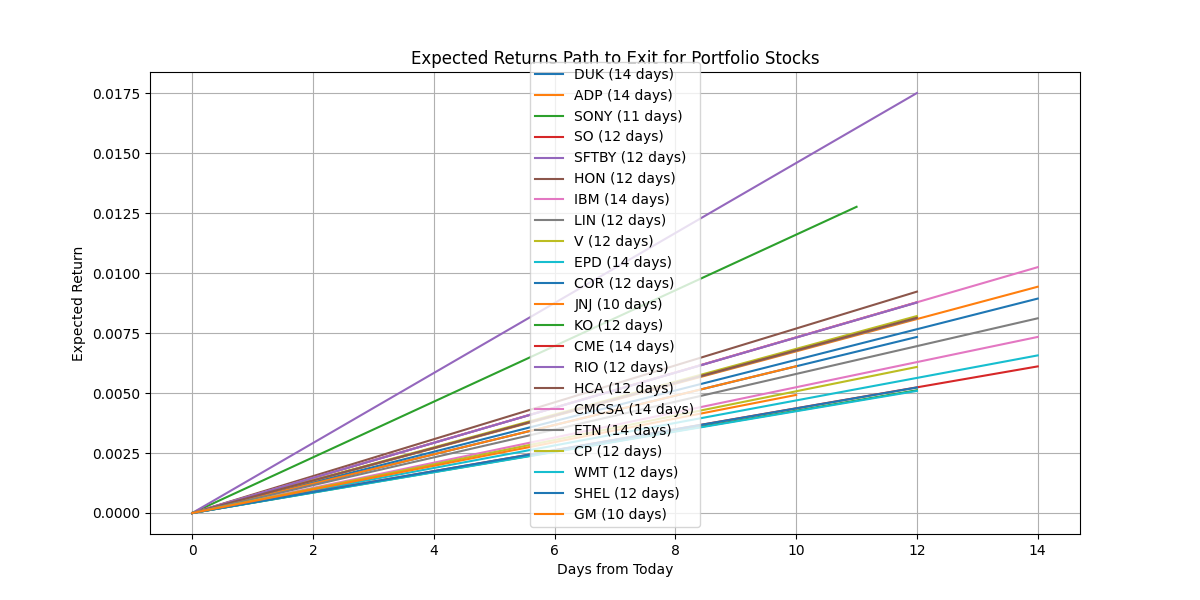 Expected Returns Path to Exit for Portfolio Stocks
DUK (14 days)
ADP (14 days)
SONY (11 days)
SO (12 days)
SFTBY (12 days)
HON (12 days)
IBM (14 days)
LIN (12 days)
V (12 days)
EPD (14 days)
COR (12 days)
JNJ (10 days)
KO (12 days)
CME (14 days)
RIO (12 days)
HCA (12 days)
CMCSA (14 days)
ETN (14 days)
CP (12 days)
WMT (12 days)
SHEL (12 days)
GM (10 days)
Expected Return
0.0175
0.0150
0.0125
0.0100
0.0075
0.0050
0.0025
0.0000
0 2 4 6 8 10 12 14
Days from Today